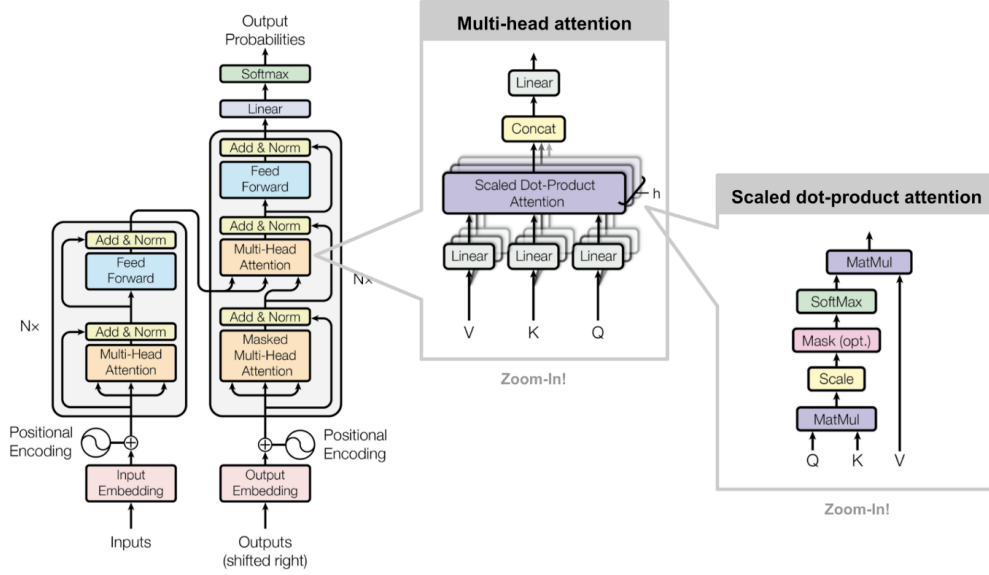 Output
Probabilities
Softmax
Linear
Add & Norm
Feed
Forward
Add & Norm
Multi-Head
Attention
Nx
Add & Norm
Masked
Multi-Head
Attention
Add & Norm
Feed
Forward
Nx
Add & Norm
Multi-Head
Attention
Positional
Encoding
Positional
Encoding
Input
Embedding
Output
Embedding
Inputs
Outputs
(shifted right)
Multi-head attention
Linear
Concat
Scaled Dot-Product
Attention
h
Linear
Linear
Linear
V
K
Q
Zoom-In!
Scaled dot-product attention
MatMul
SoftMax
Mask (opt.)
Scale
MatMul
Q
K
V
Zoom-In!